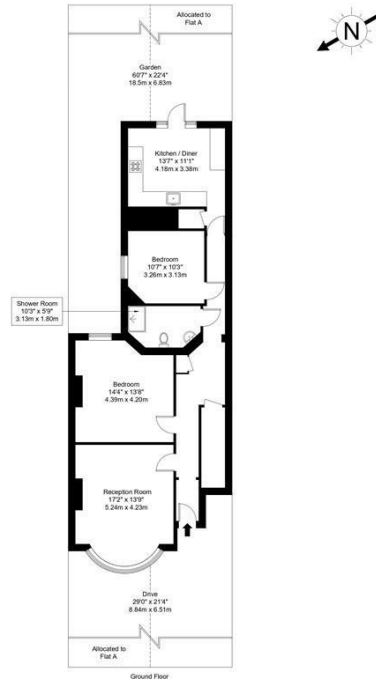 Allocated to
Flat A
N
Garden
60'7" x 22'4"
18.5m x 6.83m
Kitchen / Diner
13'7" x 11'1"
4.18m x 3.38m
Bedroom
10'7" x 10'3"
3.26m x 3.13m
Shower Room
10'3" x 5'9"
3.13m x 1.80m
Bedroom
14'4" x 13'8"
4.39m x 4.20m
Reception Room
17'2" x 13'9"
5.24m x 4.23m
Drive
29'0" x 21'4"
8.84m x 6.51m
Allocated to
Flat A
Ground Floor